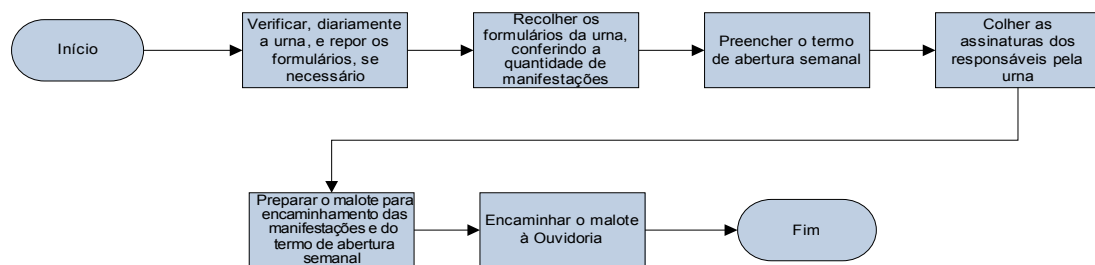 Início
Verificar, diariamente
a urna, e repor os
formulários, se
necessário
Recolher os
formulários da urna,
conferindo a
quantidade de
manifestações
Preencher o termo
de abertura semanal
Colher as
assinaturas dos
responsáveis pela
urna
Preparar o malote para
encaminhamento das
manifestações e do
termo de abertura
semanal
Encaminhar o malote
à Ouvidoria
Fim